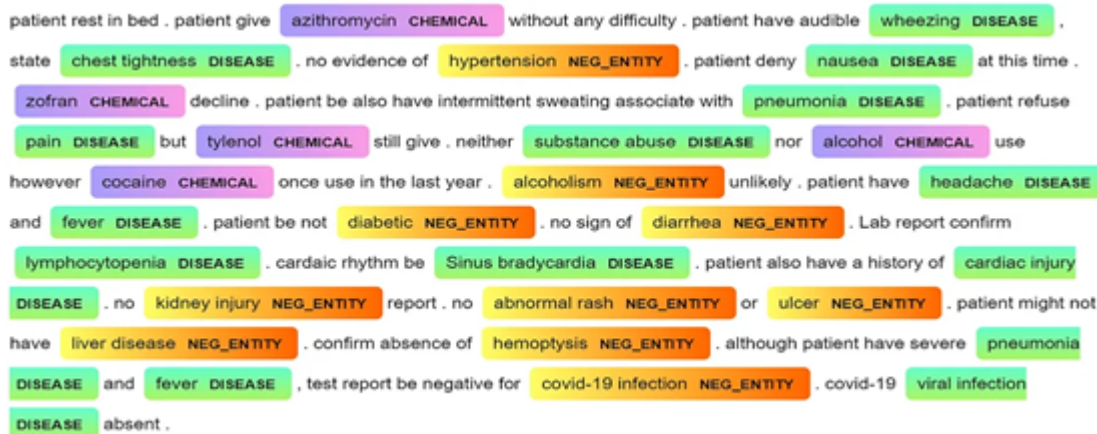 patient rest in bed . patient give azithromycin CHEMICAL without any difficulty . patient have audible wheezing DISEASE ,
state chest tightness DISEASE . no evidence of hypertension NEG_ENTITY . patient deny nausea DISEASE at this time .
zofran CHEMICAL decline . patient be also have intermittent sweating associate with pneumonia DISEASE . patient refuse
pain DISEASE but tylenol CHEMICAL still give . neither substance abuse DISEASE nor alcohol CHEMICAL use
however cocaine CHEMICAL once use in the last year . alcoholism NEG_ENTITY unlikely . patient have headache DISEASE
and fever DISEASE . patient be not diabetic NEG_ENTITY . no sign of diarrhea NEG_ENTITY . Lab report confirm
lymphocytopenia DISEASE . cardaic rhythm be Sinus bradycardia DISEASE . patient also have a history of cardiac injury
DISEASE . no kidney injury NEG_ENTITY report . no abnormal rash NEG_ENTITY or ulcer NEG_ENTITY . patient might not
have liver disease NEG_ENTITY . confirm absence of hemoptysis NEG_ENTITY . although patient have severe pneumonia
DISEASE and fever DISEASE , test report be negative for covid-19 infection NEG_ENTITY . covid-19 viral infection
DISEASE absent .